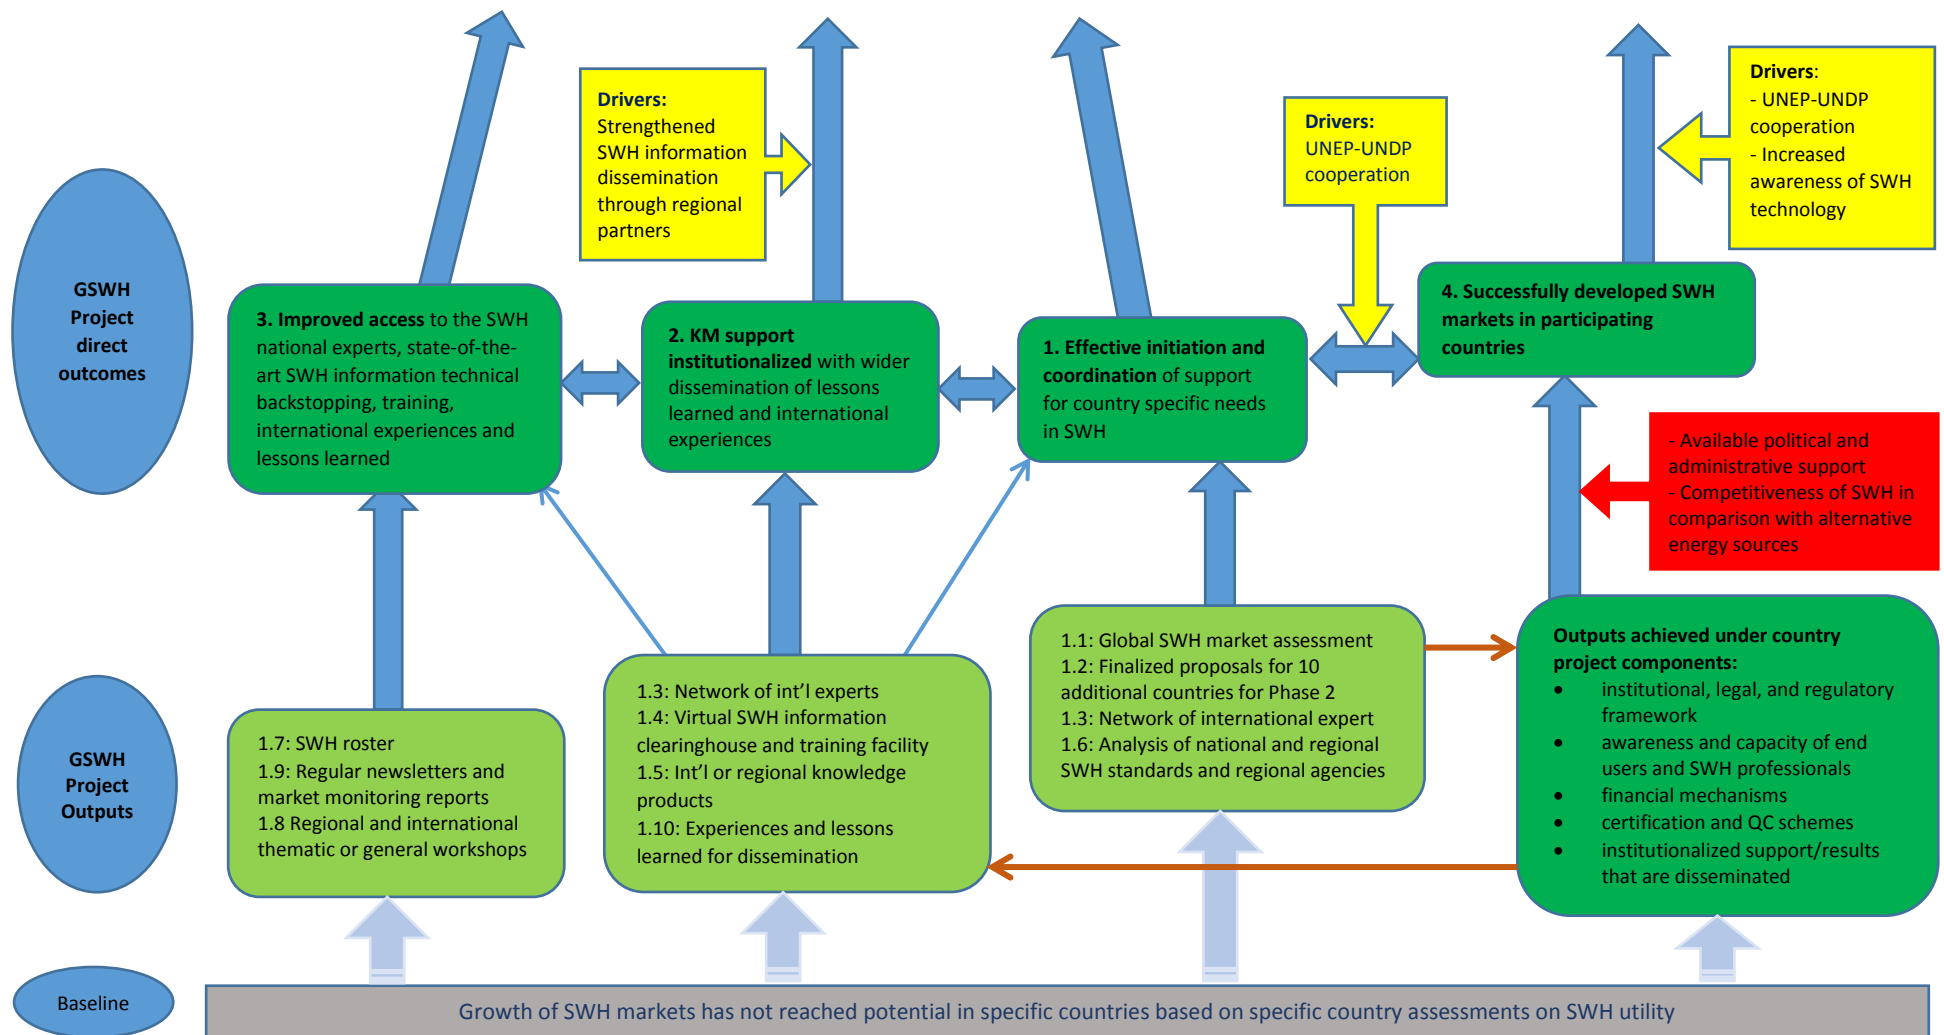 Drivers:
Strengthened
SWH information
dissemination
through regional
partners
Drivers:
UNEP-UNDP
cooperation
Drivers:
- UNEP-UNDP
cooperation
- Increased
awareness of SWH
technology
GSWH
Project
direct
outcomes
3. Improved access to the SWH
national experts, state-of-the-
art SWH information technical
backstopping, training,
international experiences and
lessons learned
2. KM support
institutionalized with wider
dissemination of lessons
learned and international
experiences
1. Effective initiation and
coordination of support
for country specific needs
in SWH
4. Successfully developed SWH
markets in participating
countries
- Available political and
administrative support
- Competitiveness of SWH in
comparison with alternative
energy sources
GSWH
Project
Outputs
1.7: SWH roster
1.9: Regular newsletters and
market monitoring reports
1.8 Regional and international
thematic or general workshops
1.3: Network of int’l experts
1.4: Virtual SWH information
clearinghouse and training facility
1.5: Int’l or regional knowledge
products
1.10: Experiences and lessons
learned for dissemination
1.1: Global SWH market assessment
1.2: Finalized proposals for 10
additional countries for Phase 2
1.3: Network of international expert
1.6: Analysis of national and regional
SWH standards and regional agencies
Outputs achieved under country
project components:
• institutional, legal, and regulatory
framework
• awareness and capacity of end
users and SWH professionals
• financial mechanisms
• certification and QC schemes
• institutionalized support/results
that are disseminated
Baseline
Growth of SWH markets has not reached potential in specific countries based on specific country assessments on SWH utility